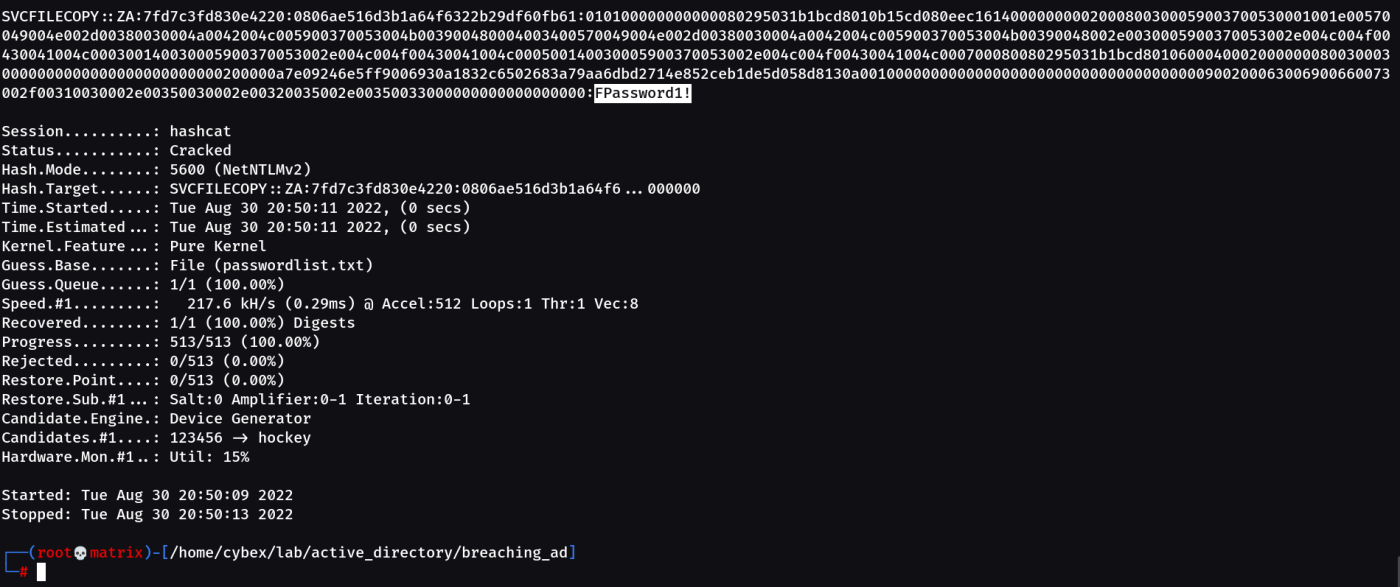 SVCFILECOPY::ZA:7fd7c3fd830e4220:0806ae516d3b1a64f6322b29df60fb61:010100000000000080295031b1bcd8010b15cd080eec16140000000002000800300059003700530001001e00570
049004e002d00380030004a0042004c005900370053004b00390048000400340057​0049004e002d00380030004a0042004c005900370053004b00390048002e0030005900370053002e004c004f00
430041004c000300140030005900370053002e004c004f00430041004c000500140030005900370053002e004c004f00430041004c000700080080295031b1bcd80106000400020000000800300030
00000000000000000000000000200000a7e09246e5ff9006930a1832c6502683a79aa6dbd2714e852ceb1de5d058d8130a0010000000000000000000000000000000000009002000630069006600730
02f00310030002e00350030002e00320035002e003500330000000000000000000:FPassword1!
Session..........: hashcat
Status...........: Cracked
Hash.Mode........: 5600 (NetNTLMv2)
Hash.Target......: SVCFILECOPY::ZA:7fd7c3fd830e4220:0806ae516d3b1a64f6...000000
Time.Started.....: Tue Aug 30 20:50:11 2022, (0 secs)
Time.Estimated...: Tue Aug 30 20:50:11 2022, (0 secs)
Kernel.Feature...: Pure Kernel
Guess.Base.......: File (passwordlist.txt)
Guess.Queue......: 1/1 (100.00%)
Speed.#1.........:   217.6 kH/s (0.29ms) @ Accel:512 Loops:1 Thr:1 Vec:8
Recovered........: 1/1 (100.00%) Digests
Progress.........: 513/513 (100.00%)
Rejected.........: 0/513 (0.00%)
Restore.Point....: 0/513 (0.00%)
Restore.Sub.#1...: Salt:0 Amplifier:0-1 Iteration:0-1
Candidate.Engine.: Device Generator
Candidates.#1....: 123456 -> hockey
Hardware.Mon.#1..: Util: 15%
Started: Tue Aug 30 20:50:09 2022
Stopped: Tue Aug 30 20:50:13 2022
┌──(root💀matrix)-[/home/cybex/lab/active_directory/breaching_ad]
└─#